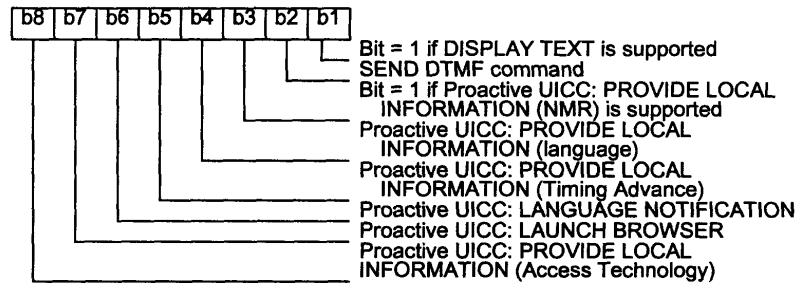 b8 b7 b6 b5 b4 b3 b2 b1
Bit = 1 if DISPLAY TEXT is supported
SEND DTMF command
Bit = 1 if Proactive UICC: PROVIDE LOCAL
INFORMATION (NMR) is supported
Proactive UICC: PROVIDE LOCAL
INFORMATION (language)
Proactive UICC: PROVIDE LOCAL
INFORMATION (Timing Advance)
Proactive UICC: LANGUAGE NOTIFICATION
Proactive UICC: LAUNCH BROWSER
Proactive UICC: PROVIDE LOCAL
INFORMATION (Access Technology)